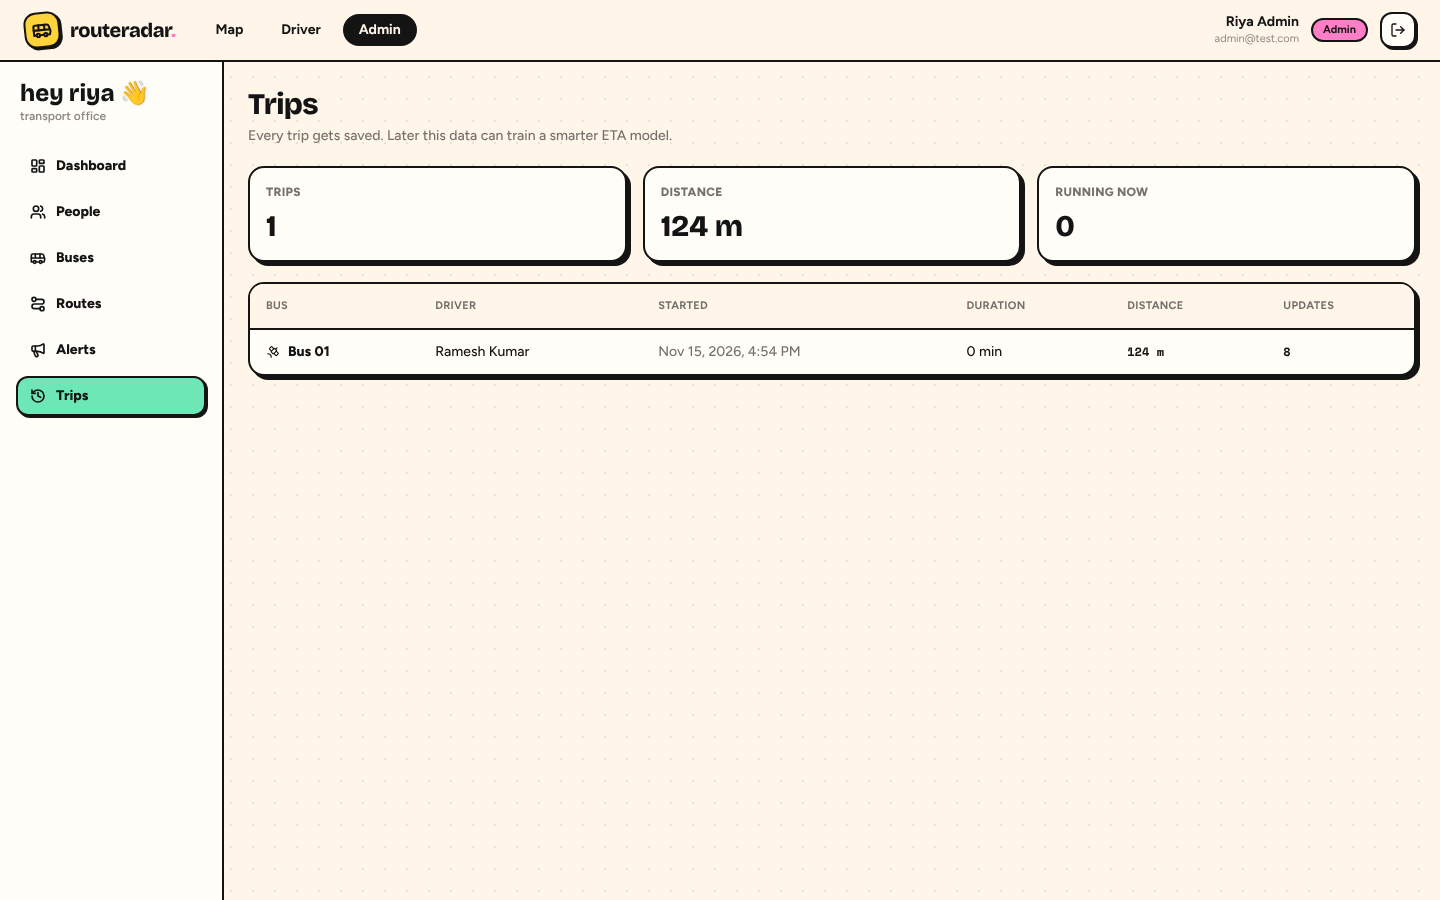 routeradar.
Map Driver Admin
Riya Admin
admin@test.com
Admin
hey riya 👋
transport office
Dashboard
People
Buses
Routes
Alerts
Trips
Trips
Every trip gets saved. Later this data can train a smarter ETA model.
TRIPS
1
DISTANCE
124 m
RUNNING NOW
0
BUS DRIVER STARTED DURATION DISTANCE UPDATES
Bus 01 Ramesh Kumar Nov 15, 2026, 4:54 PM 0 min 124 m 8